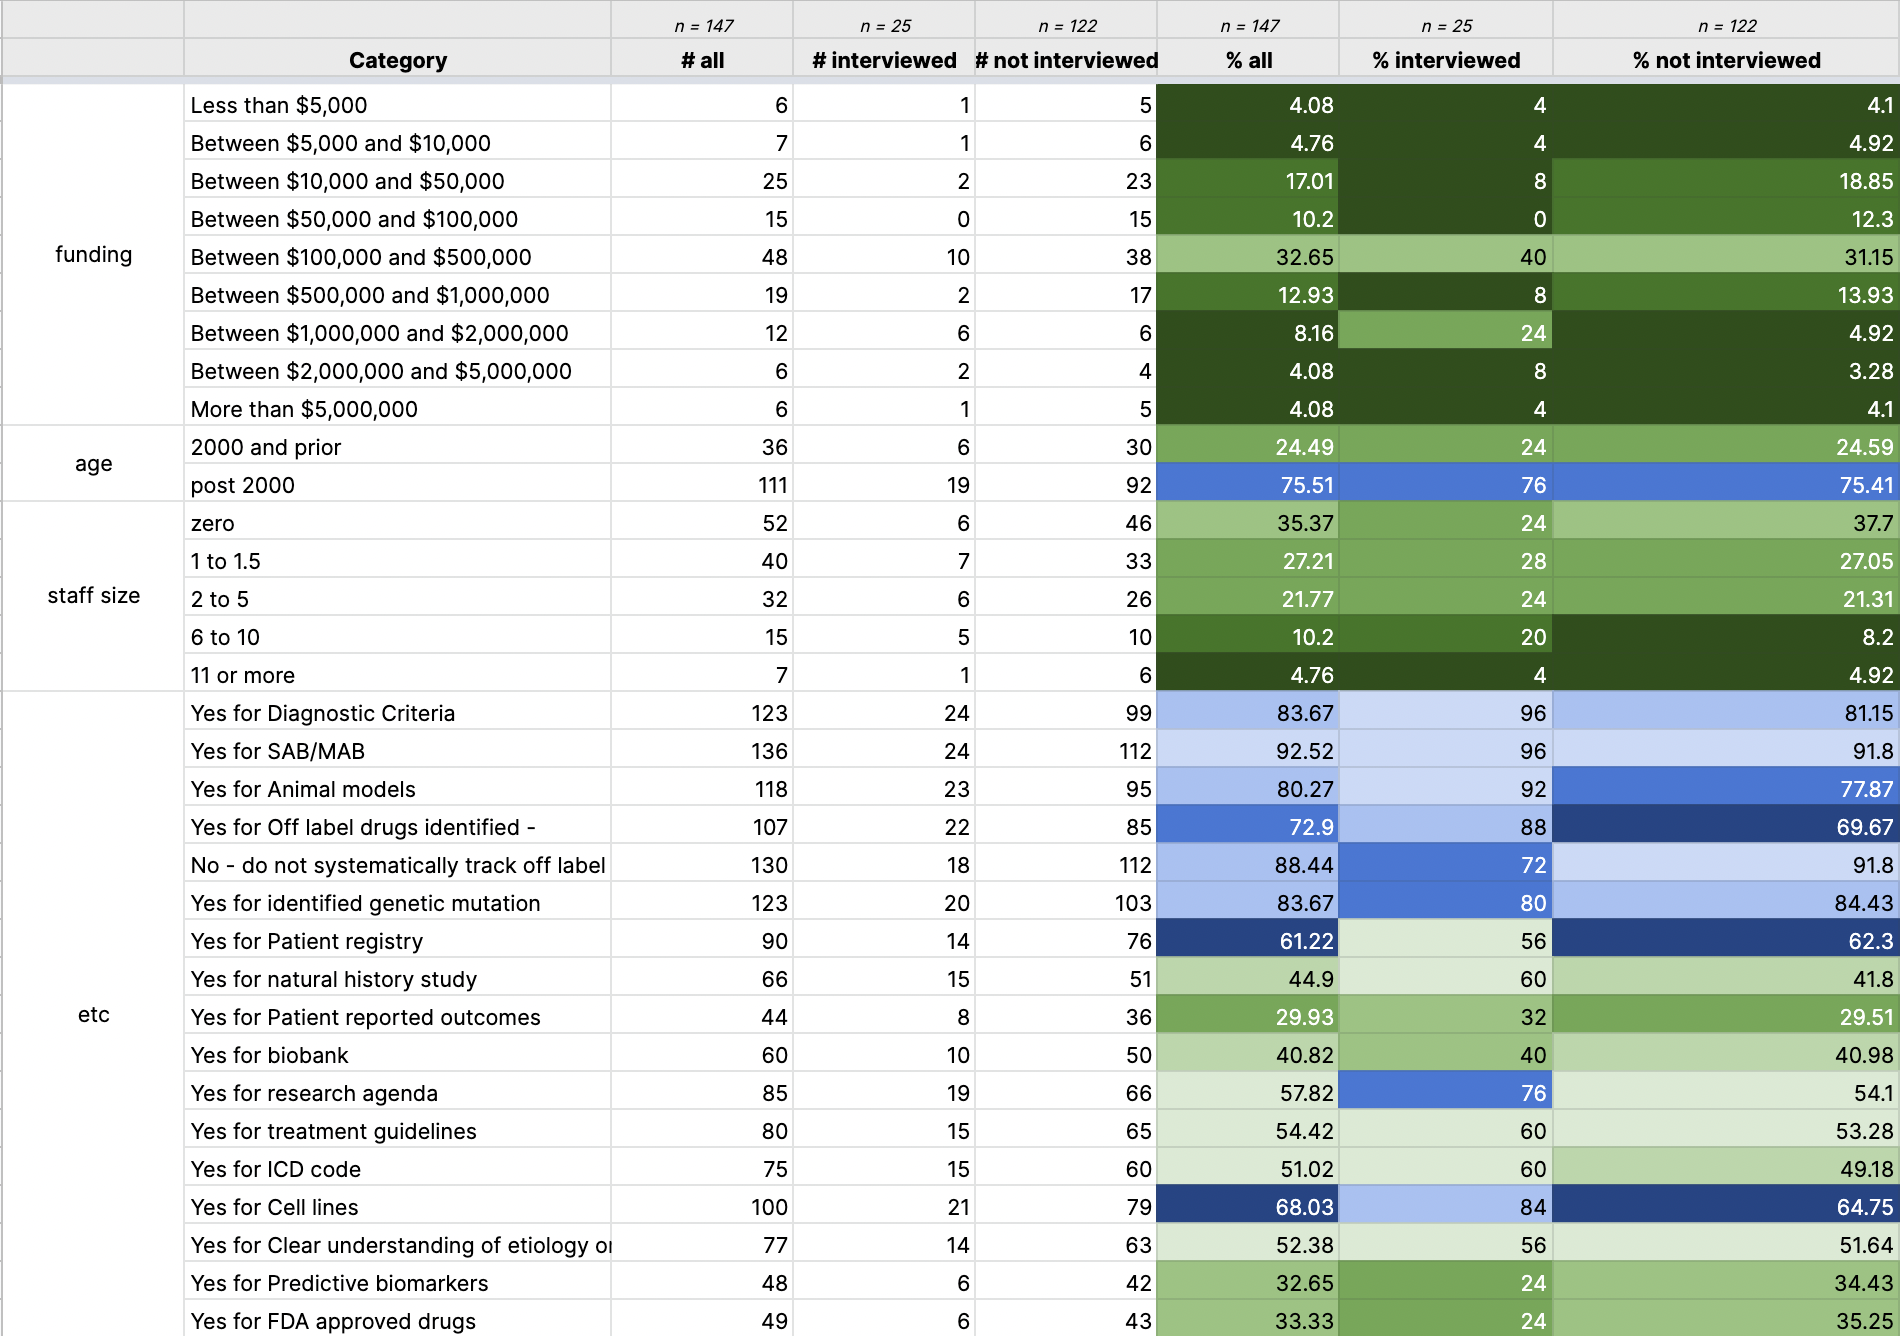 n = 147 n = 25 n = 122 n = 147 n = 25 n = 122
Category # all # interviewed # not interviewed % all % interviewed % not interviewed
funding
Less than $5,000 6 1 5 4.08 4 4.1
Between $5,000 and $10,000 7 1 6 4.76 4 4.92
Between $10,000 and $50,000 25 2 23 17.01 8 18.85
Between $50,000 and $100,000 15 0 15 10.2 0 12.3
Between $100,000 and $500,000 48 10 38 32.65 40 31.15
Between $500,000 and $1,000,000 19 2 17 12.93 8 13.93
Between $1,000,000 and $2,000,000 12 6 6 8.16 24 4.92
Between $2,000,000 and $5,000,000 6 2 4 4.08 8 3.28
More than $5,000,000 6 1 5 4.08 4 4.1
age
2000 and prior 36 6 30 24.49 24 24.59
post 2000 111 19 92 75.51 76 75.41
staff size
zero 52 6 46 35.37 24 37.7
1 to 1.5 40 7 33 27.21 28 27.05
2 to 5 32 6 26 21.77 24 21.31
6 to 10 15 5 10 10.2 20 8.2
11 or more 7 1 6 4.76 4 4.92
etc
Yes for Diagnostic Criteria 123 24 99 83.67 96 81.15
Yes for SAB/MAB 136 24 112 92.52 96 91.8
Yes for Animal models 118 23 95 80.27 92 77.87
Yes for Off label drugs identified - 107 22 85 72.9 88 69.67
No - do not systematically track off label 130 18 112 88.44 72 91.8
Yes for identified genetic mutation 123 20 103 83.67 80 84.43
Yes for Patient registry 90 14 76 61.22 56 62.3
Yes for natural history study 66 15 51 44.9 60 41.8
Yes for Patient reported outcomes 44 8 36 29.93 32 29.51
Yes for biobank 60 10 50 40.82 40 40.98
Yes for research agenda 85 19 66 57.82 76 54.1
Yes for treatment guidelines 80 15 65 54.42 60 53.28
Yes for ICD code 75 15 60 51.02 60 49.18
Yes for Cell lines 100 21 79 68.03 84 64.75
Yes for Clear understanding of etiology 77 14 63 52.38 56 51.64
Yes for Predictive biomarkers 48 6 42 32.65 24 34.43
Yes for FDA approved drugs 49 6 43 33.33 24 35.25